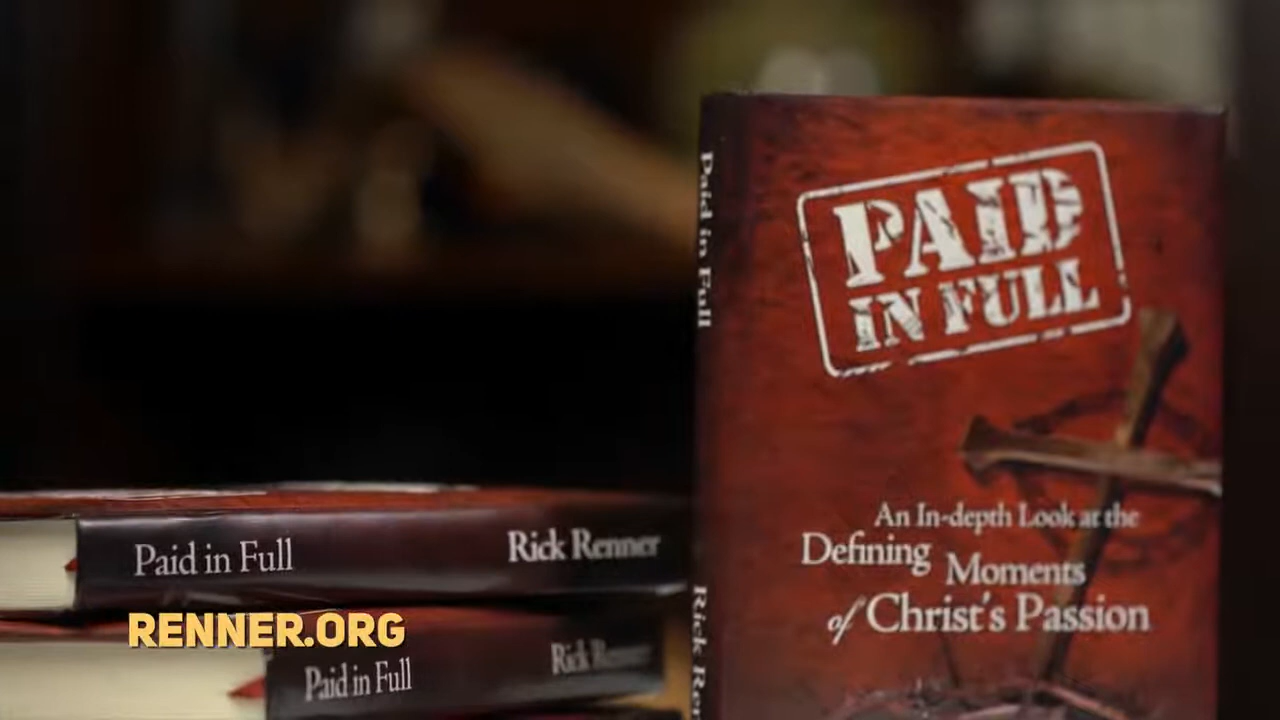 PAID
IN FULL
An In-depth Look at the
Defining Moments
of Christ's Passion
Paid in Full
Rick
Paid in Full Rick Renner
RENNER.ORG
Paid in Full Rick Renner